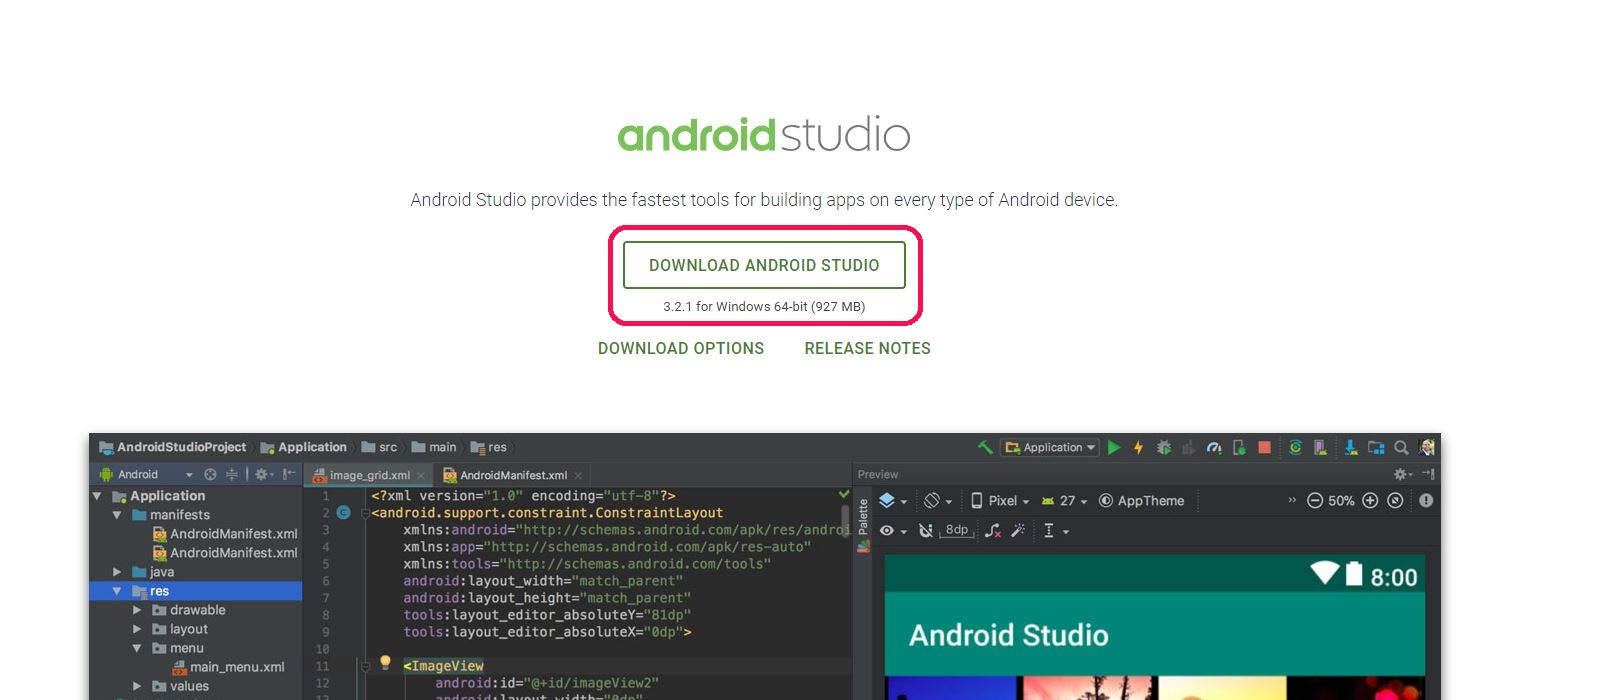 androidstudio
Android Studio provides the fastest tools for building apps on every type of Android device.
DOWNLOAD ANDROID STUDIO
3.2.1 for Windows 64-bit (927 MB)
DOWNLOAD OPTIONS RELEASE NOTES
AndroidStudioProject Application src main res
Application
Android
image_grid.xml AndroidManifest.xml
Preview
Application
manifests
AndroidManifest.xml
AndroidManifest.xml
java
res
drawable
layout
menu
main_menu.xml
values
1 <?xml version="1.0" encoding="utf-8"?>
2 <android.support.constraint.ConstraintLayout
3 xmlns:android="http://schemas.android.com/apk/res/androi
4 xmlns:app="http://schemas.android.com/apk/res-auto"
5 xmlns:tools="http://schemas.android.com/tools"
6 android:layout_width="match_parent"
7 android:layout_height="match_parent"
8 tools:layout_editor_absoluteY="81dp"
9 tools:layout_editor_absoluteX="0dp">
10
11 <ImageView
12 android:id="@+id/imageView2"
13 android:layout_width="0dp"
Palette
Pixel 27 AppTheme 50%
8dp
8:00
Android Studio